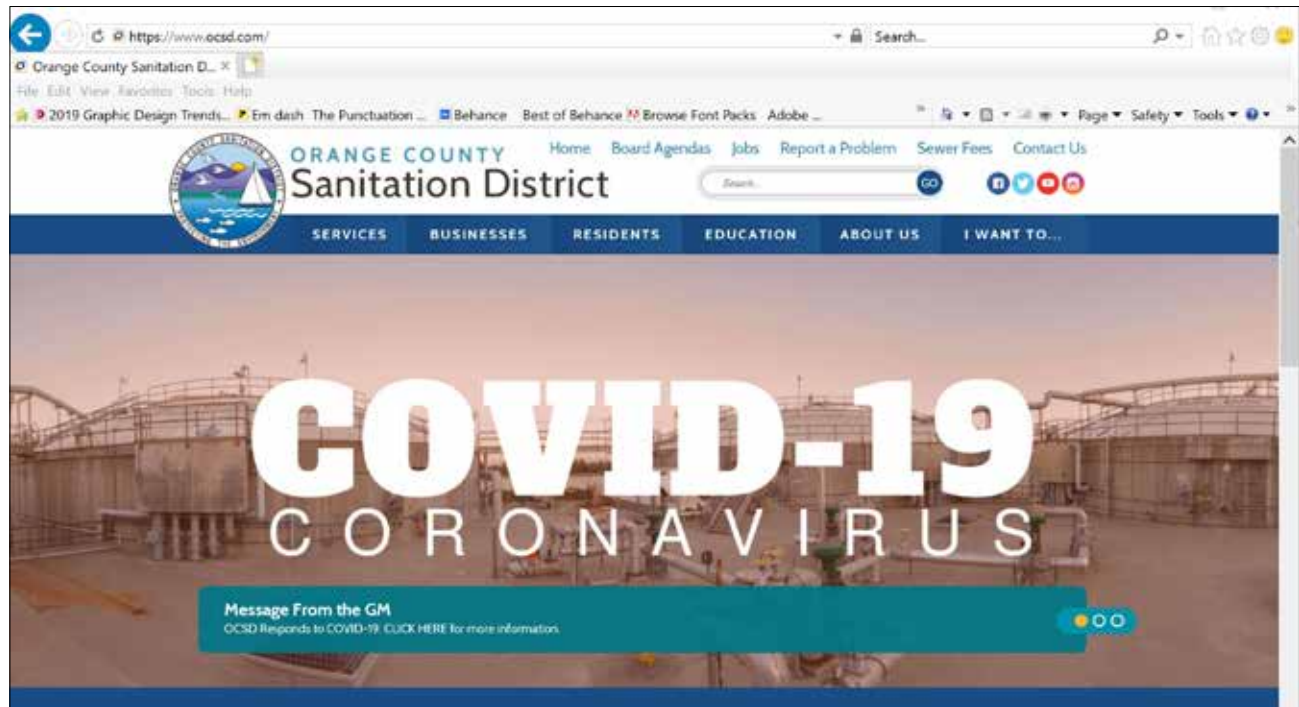 https://www.ocsd.com/
Search...
Orange County Sanitation D...
File Edit View Favorites Tools Help
2019 Graphic Design Trends... Em dash The Punctuation ... Behance Best of Behance Browse Font Packs Adobe ... Page Safety Tools
ORANGE COUNTY
Sanitation District
Home Board Agendas Jobs Report a Problem Sewer Fees Contact Us
Search... GO
SERVICES BUSINESSES RESIDENTS EDUCATION ABOUT US I WANT TO...
COVID-19
CORONAVIRUS
Message From the GM
OCSD Responds to COVID-19. CLICK HERE for more information.